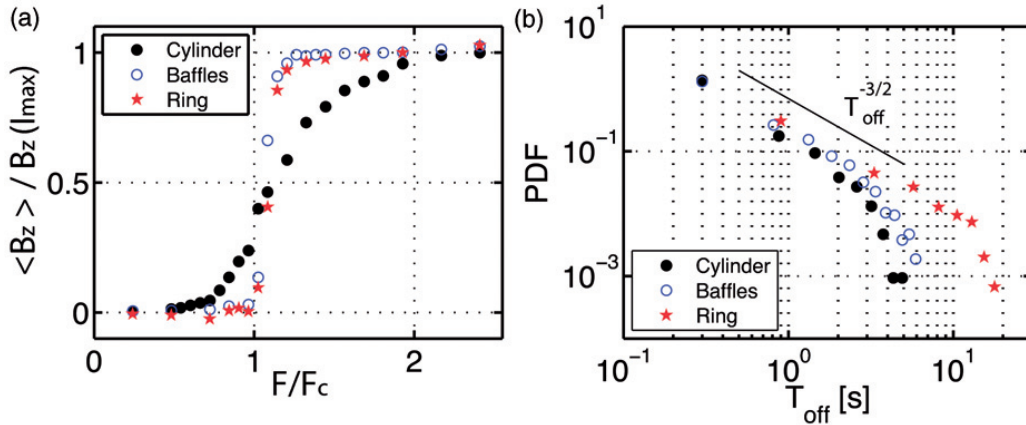 (a)
Cylinder
Baffles
Ring
<Bz> / Bz (Imax)
1
0.5
0
0
1
2
F/Fc
(b)
10^1
10^-1
10^-3
PDF
T_off^-3/2
Cylinder
Baffles
Ring
10^-1
10^0
10^1
T_off [s]